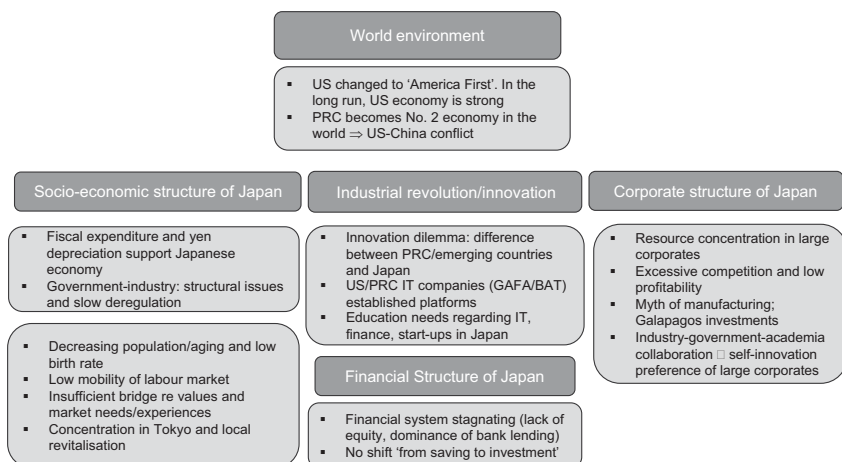 World environment
▪ US changed to ‘America First’. In the
long run, US economy is strong
▪ PRC becomes No. 2 economy in the
world ⇒ US-China conflict
Socio-economic structure of Japan
▪ Fiscal expenditure and yen
depreciation support Japanese
economy
▪ Government-industry: structural issues
and slow deregulation
▪ Decreasing population/aging and low
birth rate
▪ Low mobility of labour market
▪ Insufficient bridge re values and
market needs/experiences
▪ Concentration in Tokyo and local
revitalisation
Industrial revolution/innovation
▪ Innovation dilemma: difference
between PRC/emerging countries
and Japan
▪ US/PRC IT companies (GAFA/BAT)
established platforms
▪ Education needs regarding IT,
finance, start-ups in Japan
Financial Structure of Japan
▪ Financial system stagnating (lack of
equity, dominance of bank lending)
▪ No shift ‘from saving to investment’
Corporate structure of Japan
▪ Resource concentration in large
corporates
▪ Excessive competition and low
profitability
▪ Myth of manufacturing;
Galapagos investments
▪ Industry-government-academia
collaboration □ self-innovation
preference of large corporates